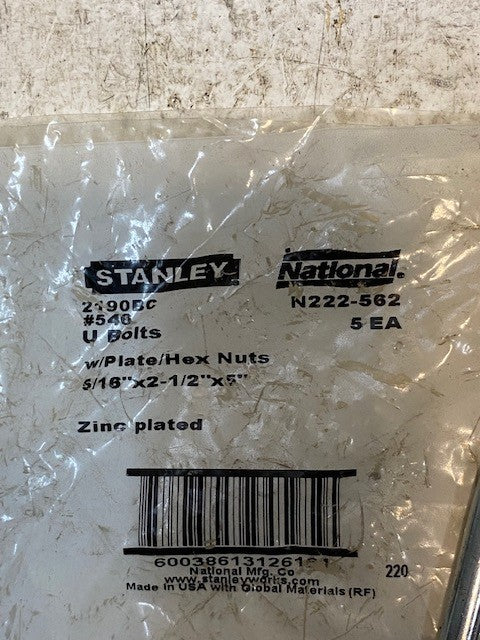 STANLEY® National®
2190BC N222-562
#546 5 EA
U Bolts
w/Plate/Hex Nuts
5/16"x2-1/2"x5"
Zinc plated
National Mfg. Co
www.stanleyworks.com 220
Made in USA with Global Materials (RF)